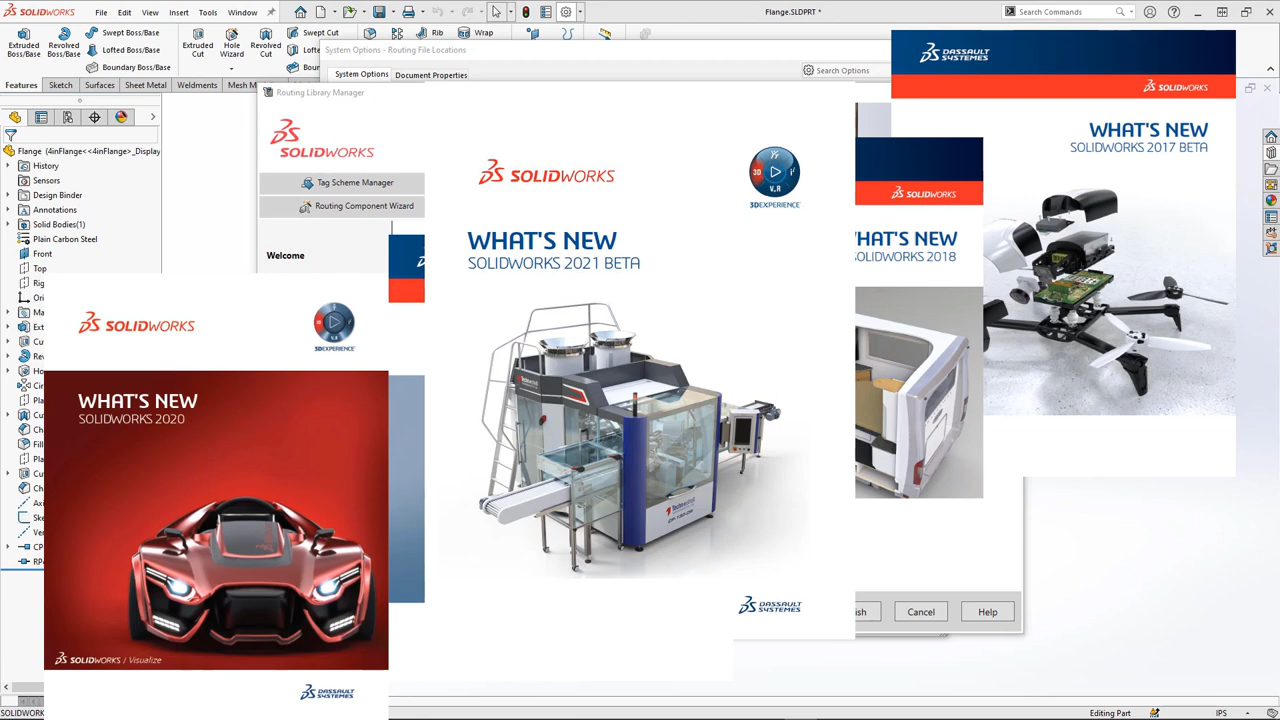 SOLIDWORKS
File
Edit
View
Insert
Tools
Window
Flange.SLDPRT *
Search Commands
Extruded
Boss/Base
Revolved
Boss/Base
Swept Boss/Base
Lofted Boss/Base
Boundary Boss/Base
Extruded
Cut
Hole
Wizard
Revolved
Cut
Swept Cut
Rib
Wrap
Features
Sketch
Surfaces
Sheet Metal
Weldments
System Options - Routing File Locations
System Options
Document Properties
Search Options
Routing Library Manager
SOLIDWORKS
Tag Scheme Manager
Routing Component Wizard
Welcome
Flange (4inFlange<<4inFlange>_Display
History
Sensors
Design Binder
Annotations
Solid Bodies(1)
Plain Carbon Steel
Front
Top
SOLIDWORKS
3DEXPERIENCE
WHAT'S NEW
SOLIDWORKS 2020
SOLIDWORKS / Visualize
DASSAULT
SYSTEMES
SOLIDWORKS
3D
V.R
3DEXPERIENCE
WHAT'S NEW
SOLIDWORKS 2021 BETA
DASSAULT
SYSTEMES
SOLIDWORKS
HAT'S NEW
SOLIDWORKS 2018
DASSAULT
SYSTEMES
SOLIDWORKS
WHAT'S NEW
SOLIDWORKS 2017 BETA
ish
Cancel
Help
Editing Part
IPS